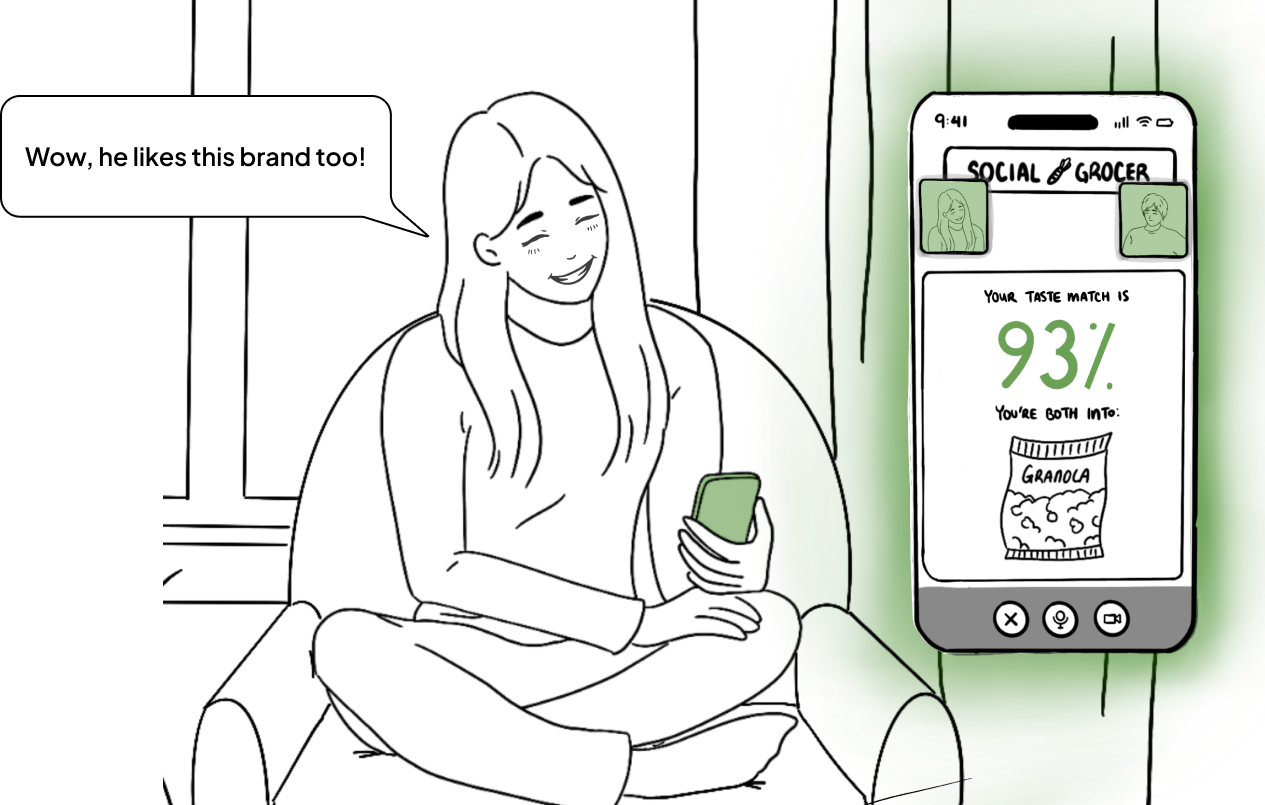 Wow, he likes this brand too!
9:41
SOCIAL GROCER
YOUR TASTE MATCH IS
93%
YOU'RE BOTH INTO:
GRANOLA